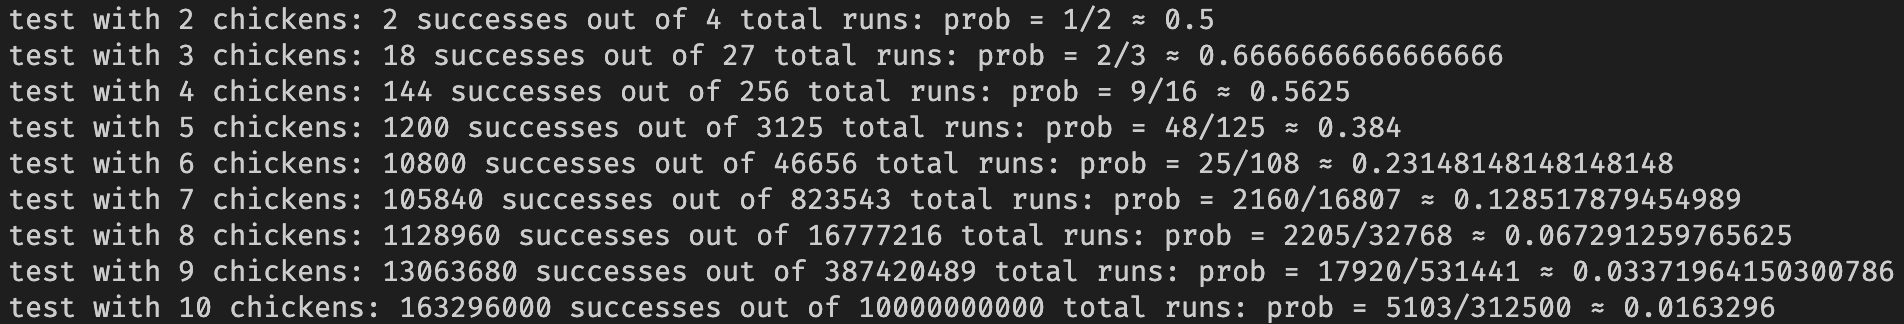 test with 2 chickens: 2 successes out of 4 total runs: prob = 1/2 ≈ 0.5
test with 3 chickens: 18 successes out of 27 total runs: prob = 2/3 ≈ 0.6666666666666666
test with 4 chickens: 144 successes out of 256 total runs: prob = 9/16 ≈ 0.5625
test with 5 chickens: 1200 successes out of 3125 total runs: prob = 48/125 ≈ 0.384
test with 6 chickens: 10800 successes out of 46656 total runs: prob = 25/108 ≈ 0.23148148148148148
test with 7 chickens: 105840 successes out of 823543 total runs: prob = 2160/16807 ≈ 0.128517879454989
test with 8 chickens: 1128960 successes out of 16777216 total runs: prob = 2205/32768 ≈ 0.067291259765625
test with 9 chickens: 13063680 successes out of 387420489 total runs: prob = 17920/531441 ≈ 0.03371964150300786
test with 10 chickens: 163296000 successes out of 10000000000 total runs: prob = 5103/312500 ≈ 0.0163296